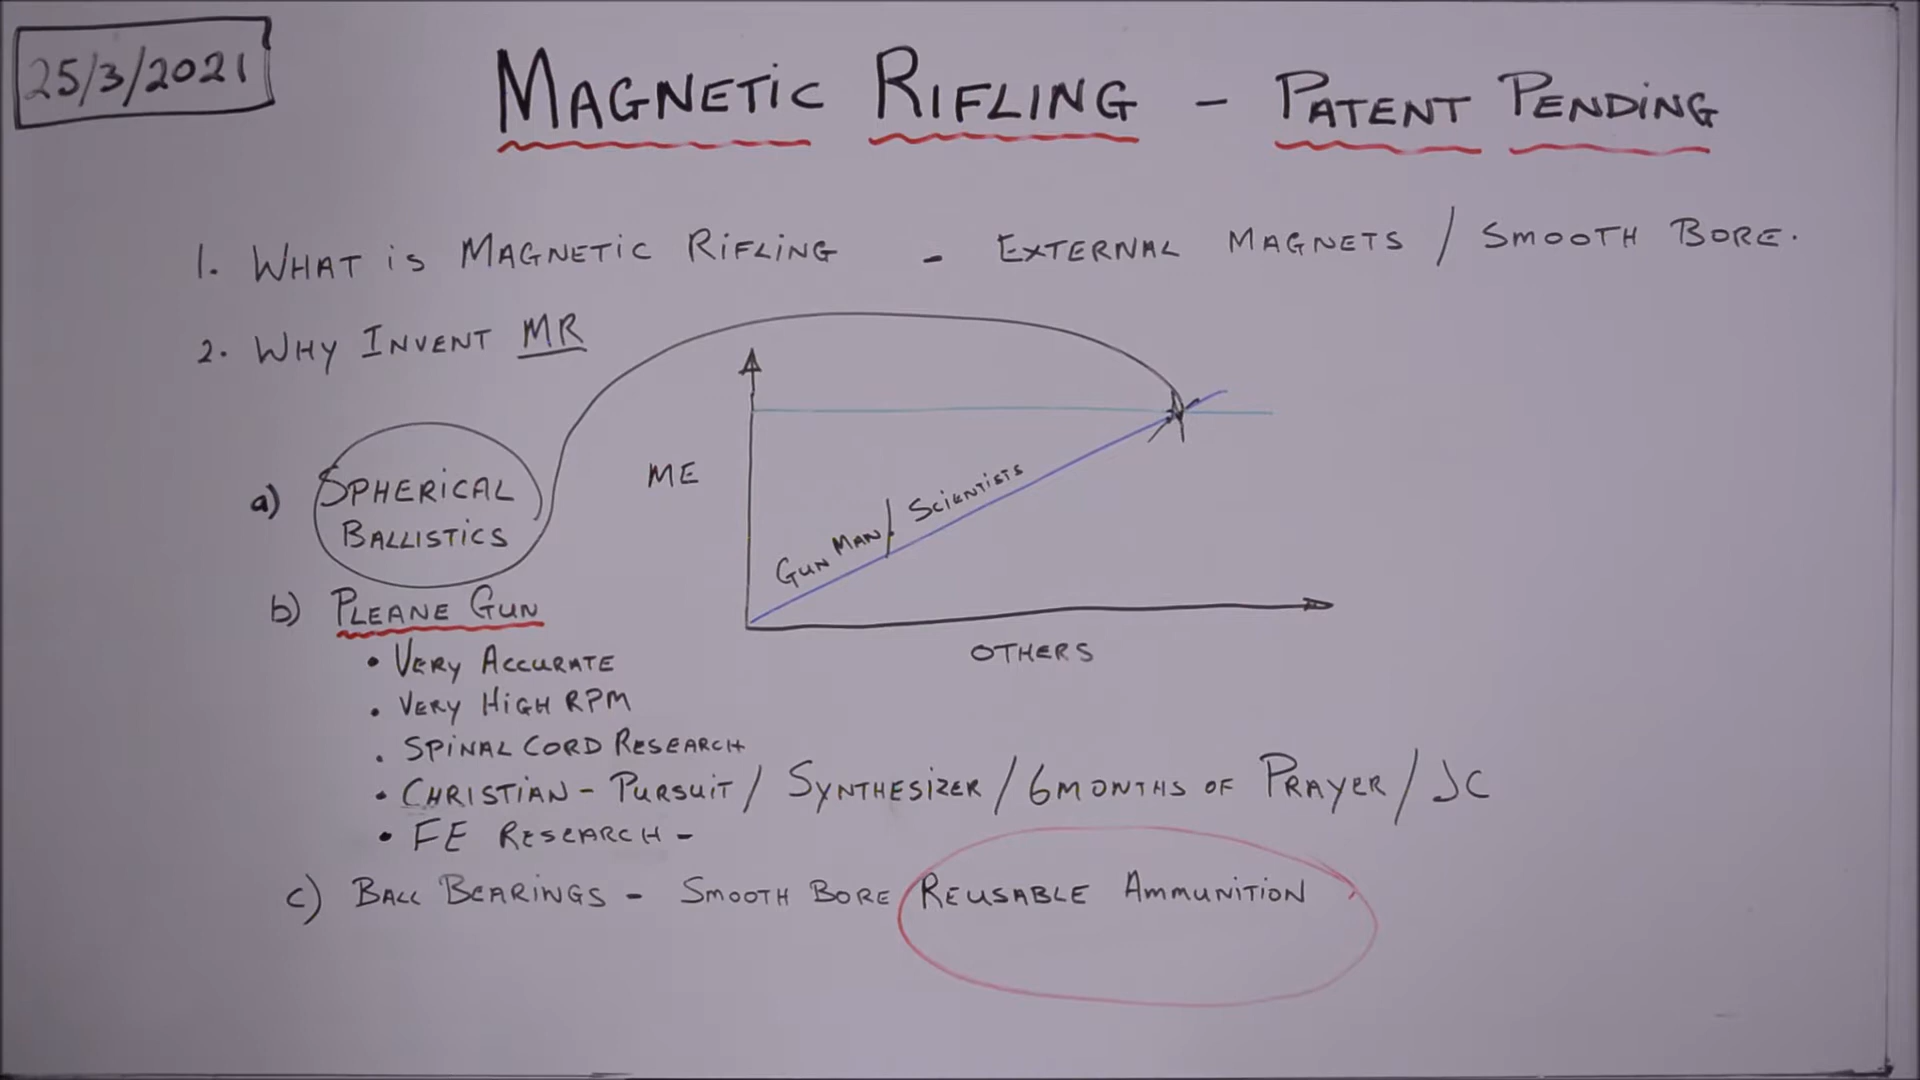 25/3/2021
MAGNETIC RIFLING - PATENT PENDING
1. WHAT is MAGNETIC RIFLING - EXTERNAL MAGNETS / SMOOTH BORE.
2. WHY INVENT MR
a) SPHERICAL
BALLISTICS
ME
GUN MAN/ SCIENTISTS
OTHERS
b) PLEANE GUN
• VERY ACCURATE
• VERY HIGH RPM
• SPINAL CORD RESEARCH
• CHRISTIAN - PURSUIT / SYNTHESIZER / 6 MONTHS OF PRAYER / JC
• FE RESEARCH -
c) BALL BEARINGS - SMOOTH BORE REUSABLE AMMUNITION